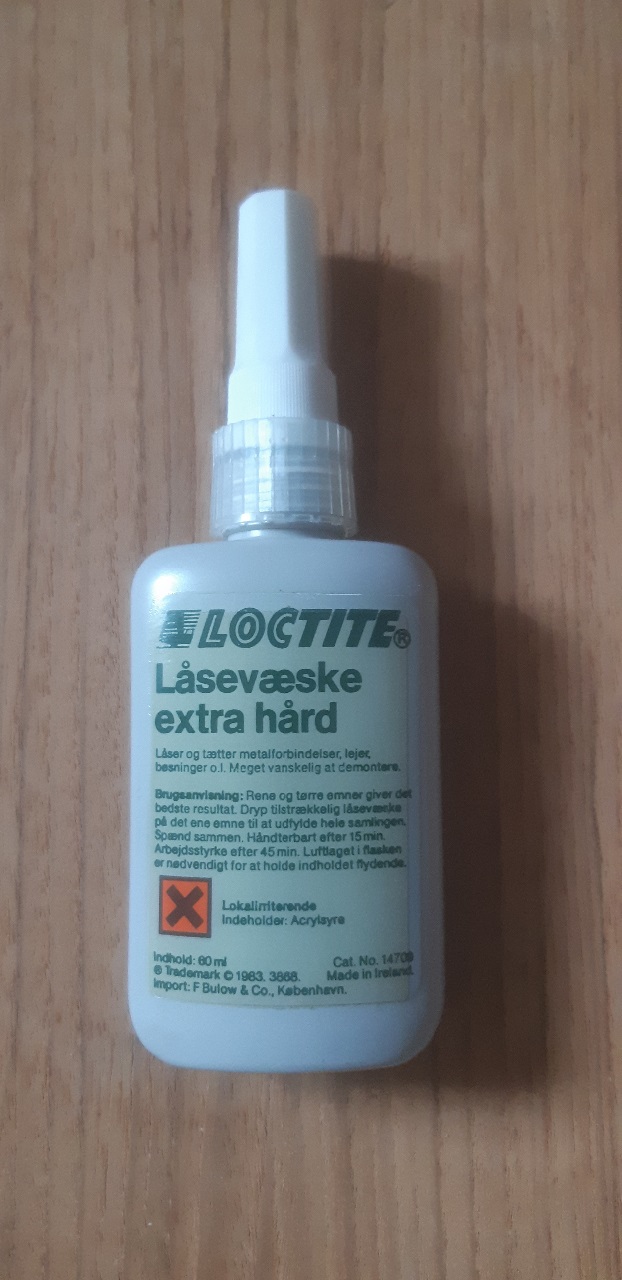 LOCTITE®
Låsevæske
extra hård
Låser og tætter metalforbindelser, lejer,
bøsninger o.l. Meget vanskelig at demontere.
Brugsanvisning: Rene og tørre emner giver det
bedste resultat. Dryp tilstrækkelig låsevæske
på det ene emne til at udfylde hele samlingen.
Spænd sammen. Håndterbart efter 15 min.
Arbejdsstyrke efter 45 min. Luftlaget i flasken
er nødvendigt for at holde indholdet flydende.
Lokalirriterende
Indeholder: Acrylsyre
Indhold: 60 ml Cat. No. 14709
® Trademark © 1983. 3868. Made in Ireland.
Import: F Bulow & Co., København.